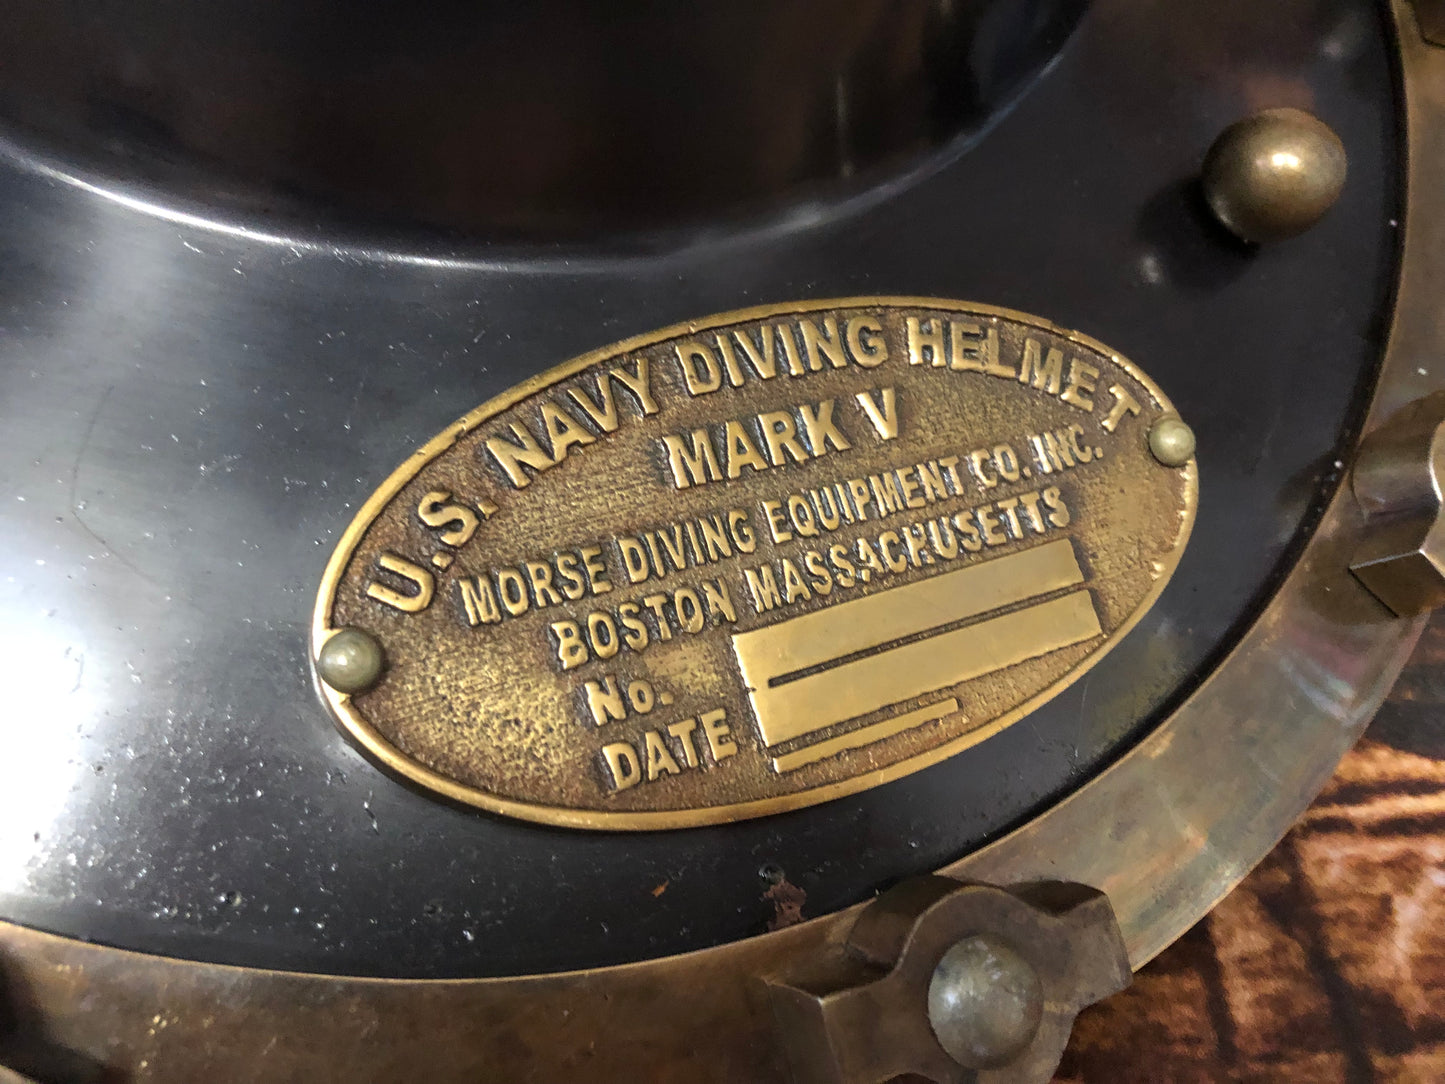 U.S. NAVY DIVING HELMET
MARK V
MORSE DIVING EQUIPMENT CO. INC.
BOSTON MASSACHUSETTS
No.
DATE